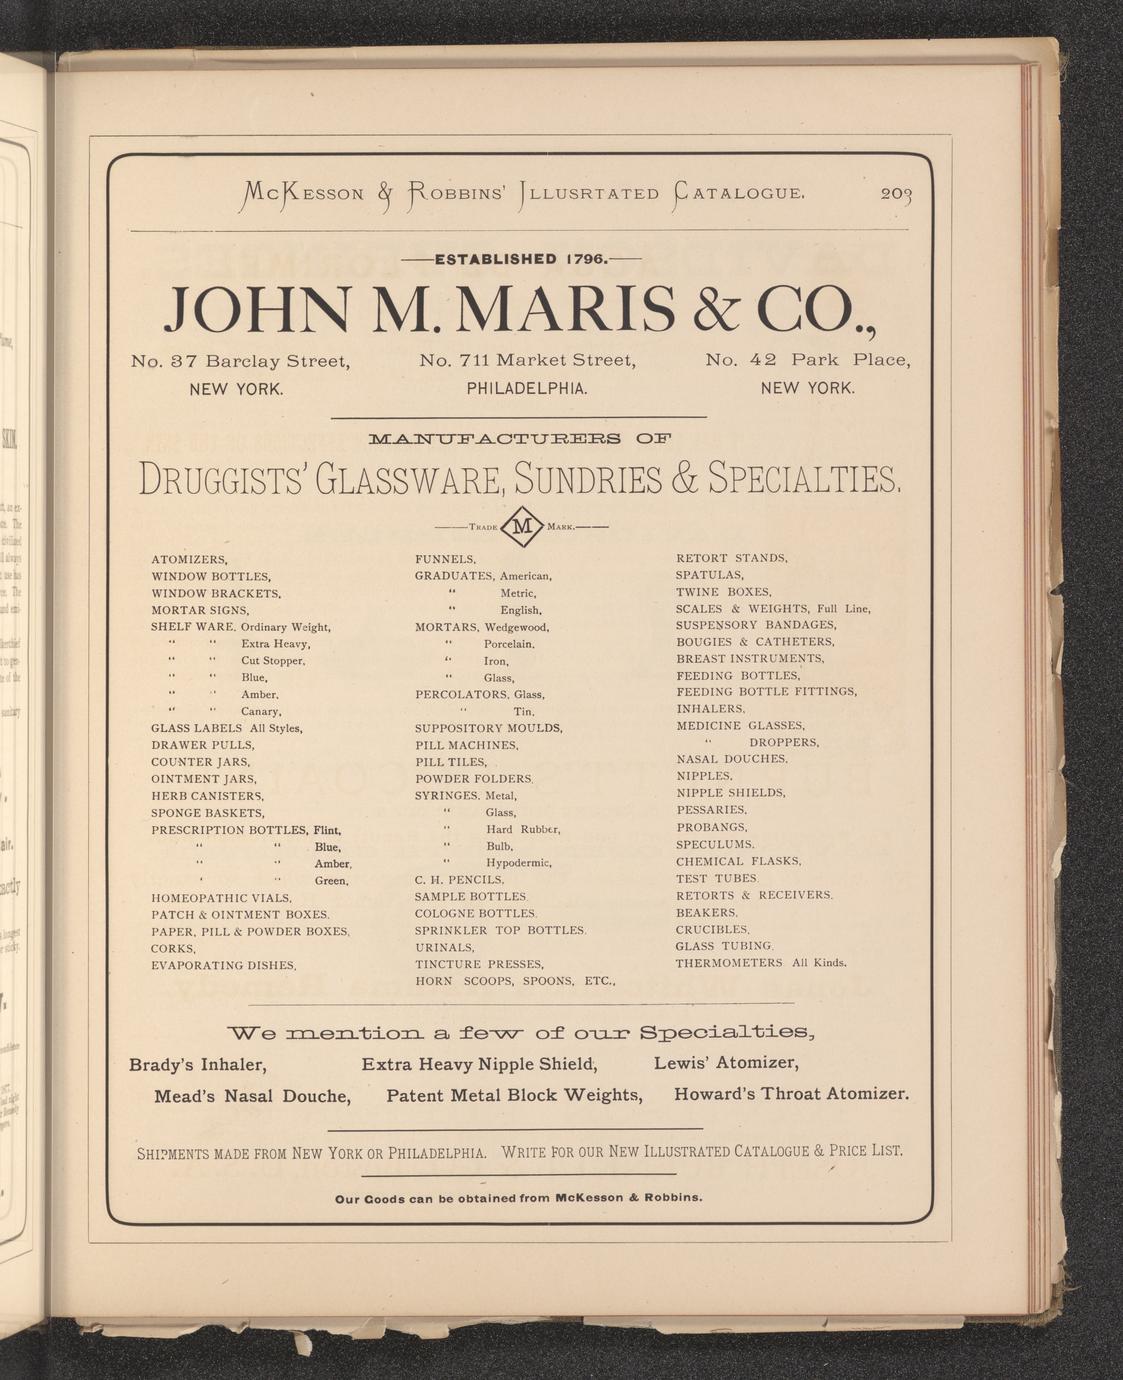 McKesson & Robbins' Illusrtated Catalogue. 203
ESTABLISHED 1796.
JOHN M. MARIS & CO.,
No. 37 Barclay Street, No. 711 Market Street, No. 42 Park Place,
NEW YORK. PHILADELPHIA. NEW YORK.
MANUFACTURERS OF
DRUGGISTS' GLASSWARE, SUNDRIES & SPECIALTIES.
TRADE M MARK.
ATOMIZERS,
WINDOW BOTTLES,
WINDOW BRACKETS,
MORTAR SIGNS,
SHELF WARE, Ordinary Weight,
" " Extra Heavy,
" " Cut Stopper,
" " Blue,
" " Amber,
" " Canary,
GLASS LABELS All Styles,
DRAWER PULLS,
COUNTER JARS,
OINTMENT JARS,
HERB CANISTERS,
SPONGE BASKETS,
PRESCRIPTION BOTTLES, Flint,
" " Blue,
" " Amber,
" " Green,
HOMEOPATHIC VIALS,
PATCH & OINTMENT BOXES,
PAPER, PILL & POWDER BOXES,
CORKS,
EVAPORATING DISHES,
FUNNELS,
GRADUATES, American,
" Metric,
" English,
MORTARS, Wedgewood,
" Porcelain,
" Iron,
" Glass,
PERCOLATORS, Glass,
" Tin,
SUPPOSITORY MOULDS,
PILL MACHINES,
PILL TILES,
POWDER FOLDERS,
SYRINGES, Metal,
" Glass,
" Hard Rubber,
" Bulb,
" Hypodermic,
C. H. PENCILS,
SAMPLE BOTTLES,
COLOGNE BOTTLES,
SPRINKLER TOP BOTTLES,
URINALS,
TINCTURE PRESSES,
HORN SCOOPS, SPOONS, ETC.,
RETORT STANDS,
SPATULAS,
TWINE BOXES,
SCALES & WEIGHTS, Full Line,
SUSPENSORY BANDAGES,
BOUGIES & CATHETERS,
BREAST INSTRUMENTS,
FEEDING BOTTLES,
FEEDING BOTTLE FITTINGS,
INHALERS,
MEDICINE GLASSES,
" DROPPERS,
NASAL DOUCHES,
NIPPLES,
NIPPLE SHIELDS,
PESSARIES,
PROBANGS,
SPECULUMS,
CHEMICAL FLASKS,
TEST TUBES,
RETORTS & RECEIVERS,
BEAKERS,
CRUCIBLES,
GLASS TUBING,
THERMOMETERS All Kinds.
We mention a few of our Specialties,
Brady's Inhaler, Extra Heavy Nipple Shield, Lewis' Atomizer,
Mead's Nasal Douche, Patent Metal Block Weights, Howard's Throat Atomizer.
SHIPMENTS MADE FROM NEW YORK OR PHILADELPHIA. WRITE FOR OUR NEW ILLUSTRATED CATALOGUE & PRICE LIST.
Our Goods can be obtained from McKesson & Robbins.